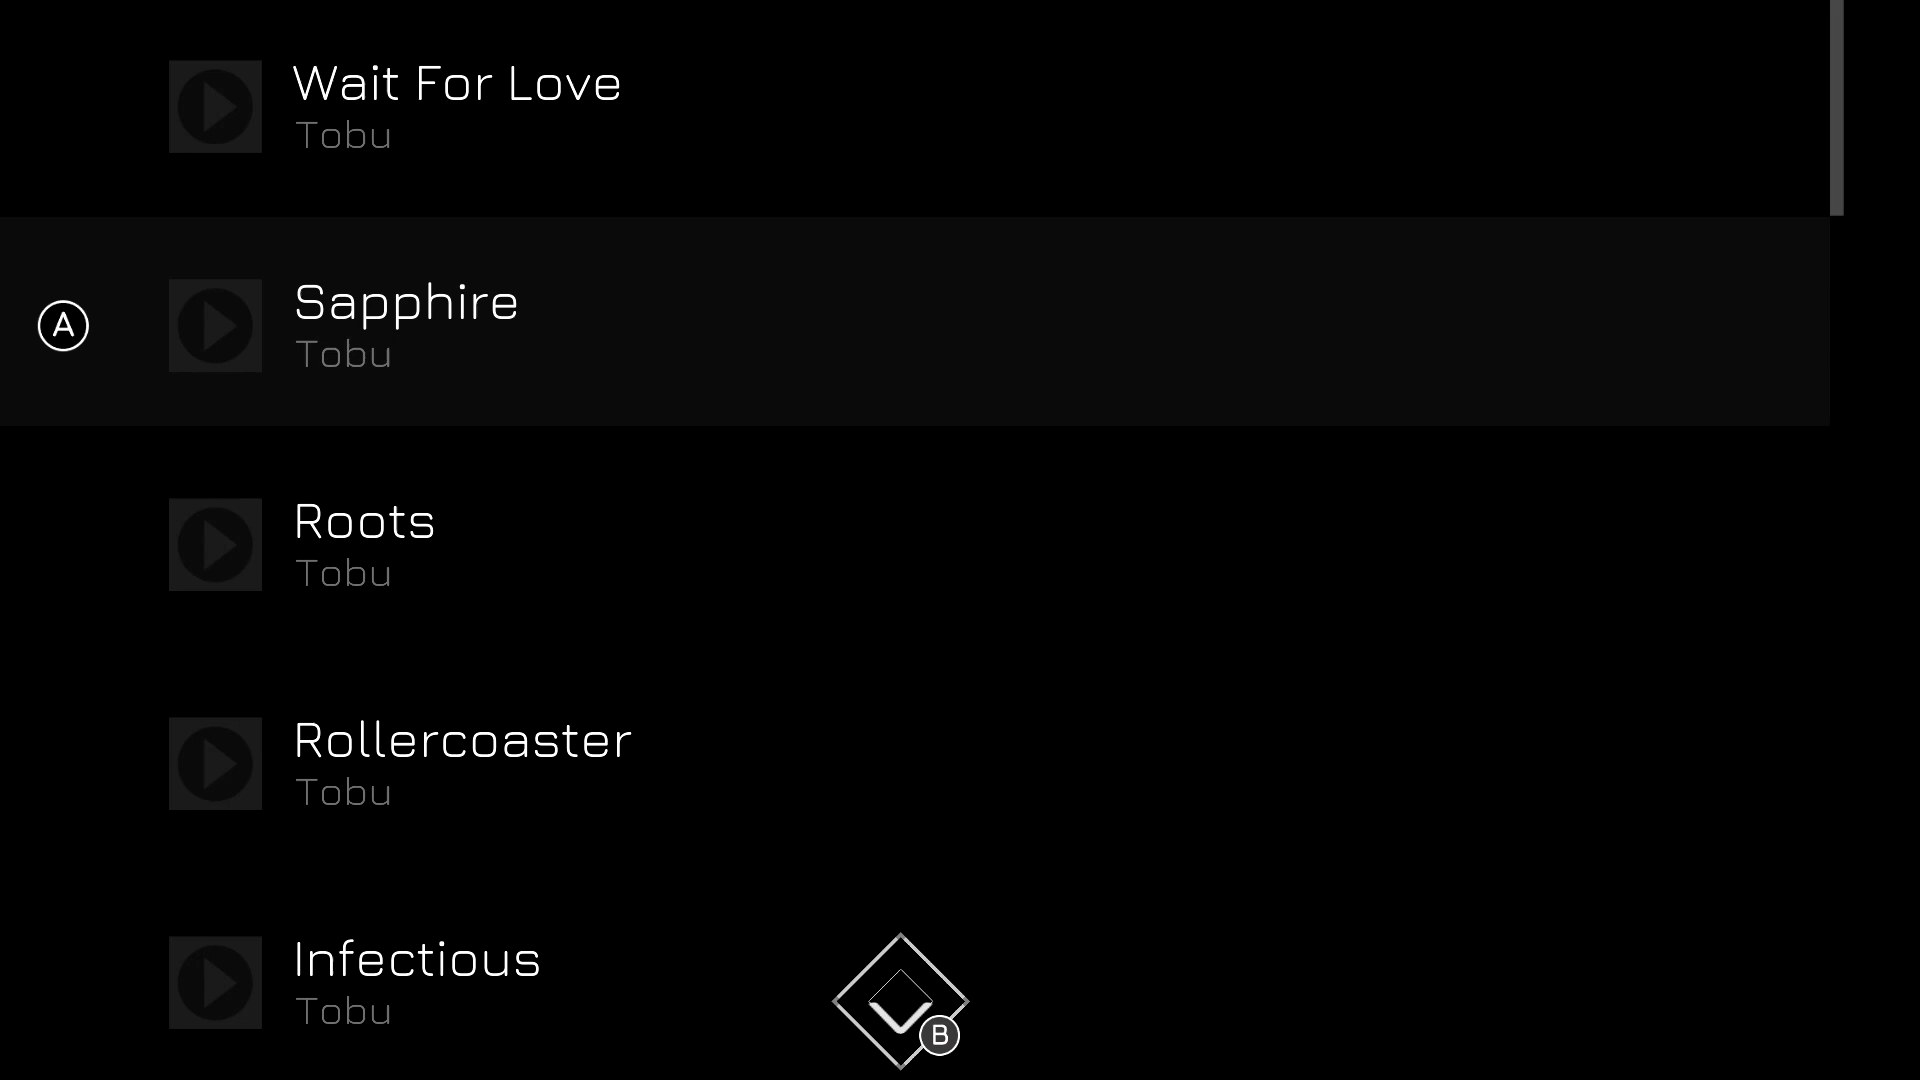 Wait For Love
Tobu
A
Sapphire
Tobu
Roots
Tobu
Rollercoaster
Tobu
Infectious
Tobu
B